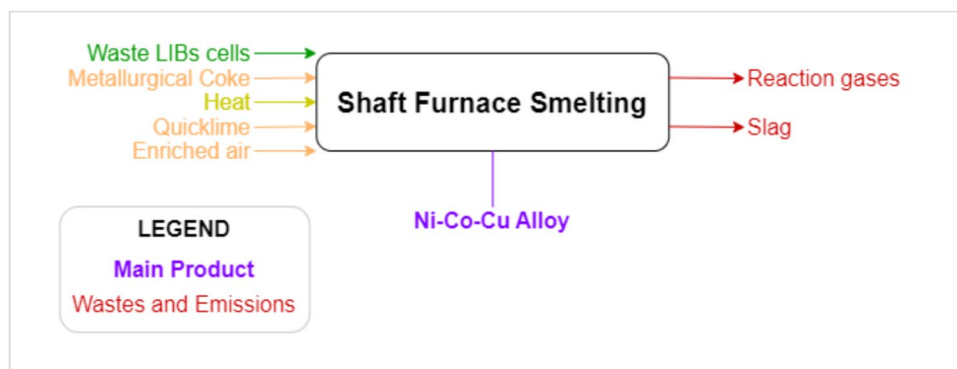 Waste LIBs cells
Metallurgical Coke
Heat
Quicklime
Enriched air
Shaft Furnace Smelting
Reaction gases
Slag
Ni-Co-Cu Alloy
LEGEND
Main Product
Wastes and Emissions